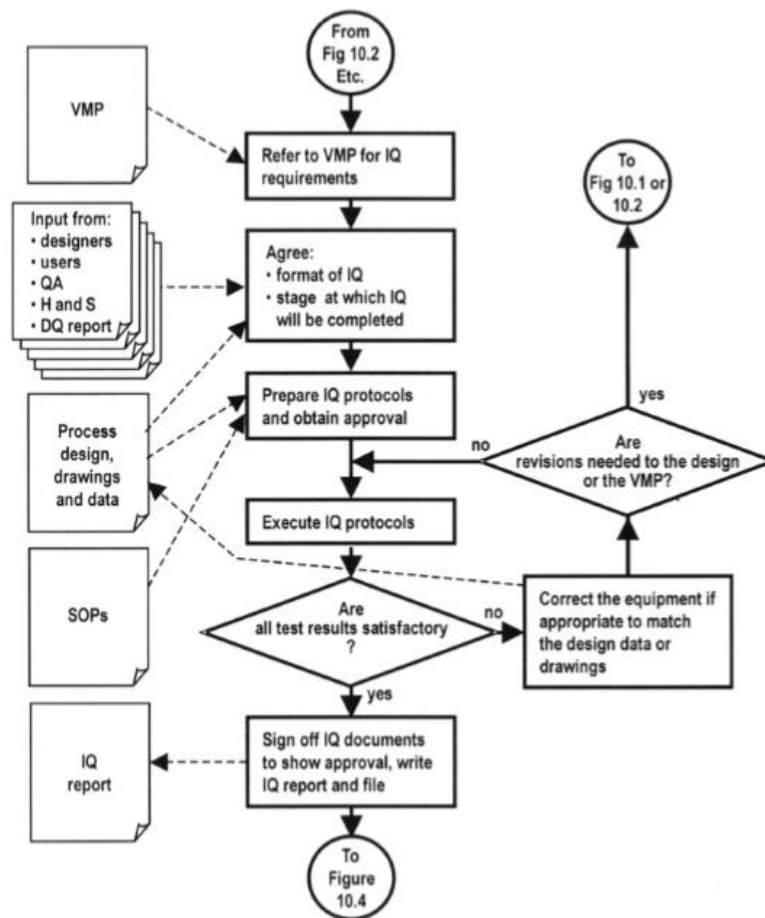 From
Fig 10.2
Etc.
VMP
Refer to VMP for IQ
requirements
To
Fig 10.1 or
10.2
Input from:
• designers
• users
• QA
• H and S
• DQ report
Agree:
• format of IQ
• stage at which IQ
will be completed
Process
design,
drawings
and data
Prepare IQ protocols
and obtain approval
yes
no
Are
revisions needed to the design
or the VMP?
Execute IQ protocols
SOPs
Are
all test results satisfactory
?
no
Correct the equipment if
appropriate to match
the design data or
drawings
yes
IQ
report
Sign off IQ documents
to show approval, write
IQ report and file
To
Figure
10.4